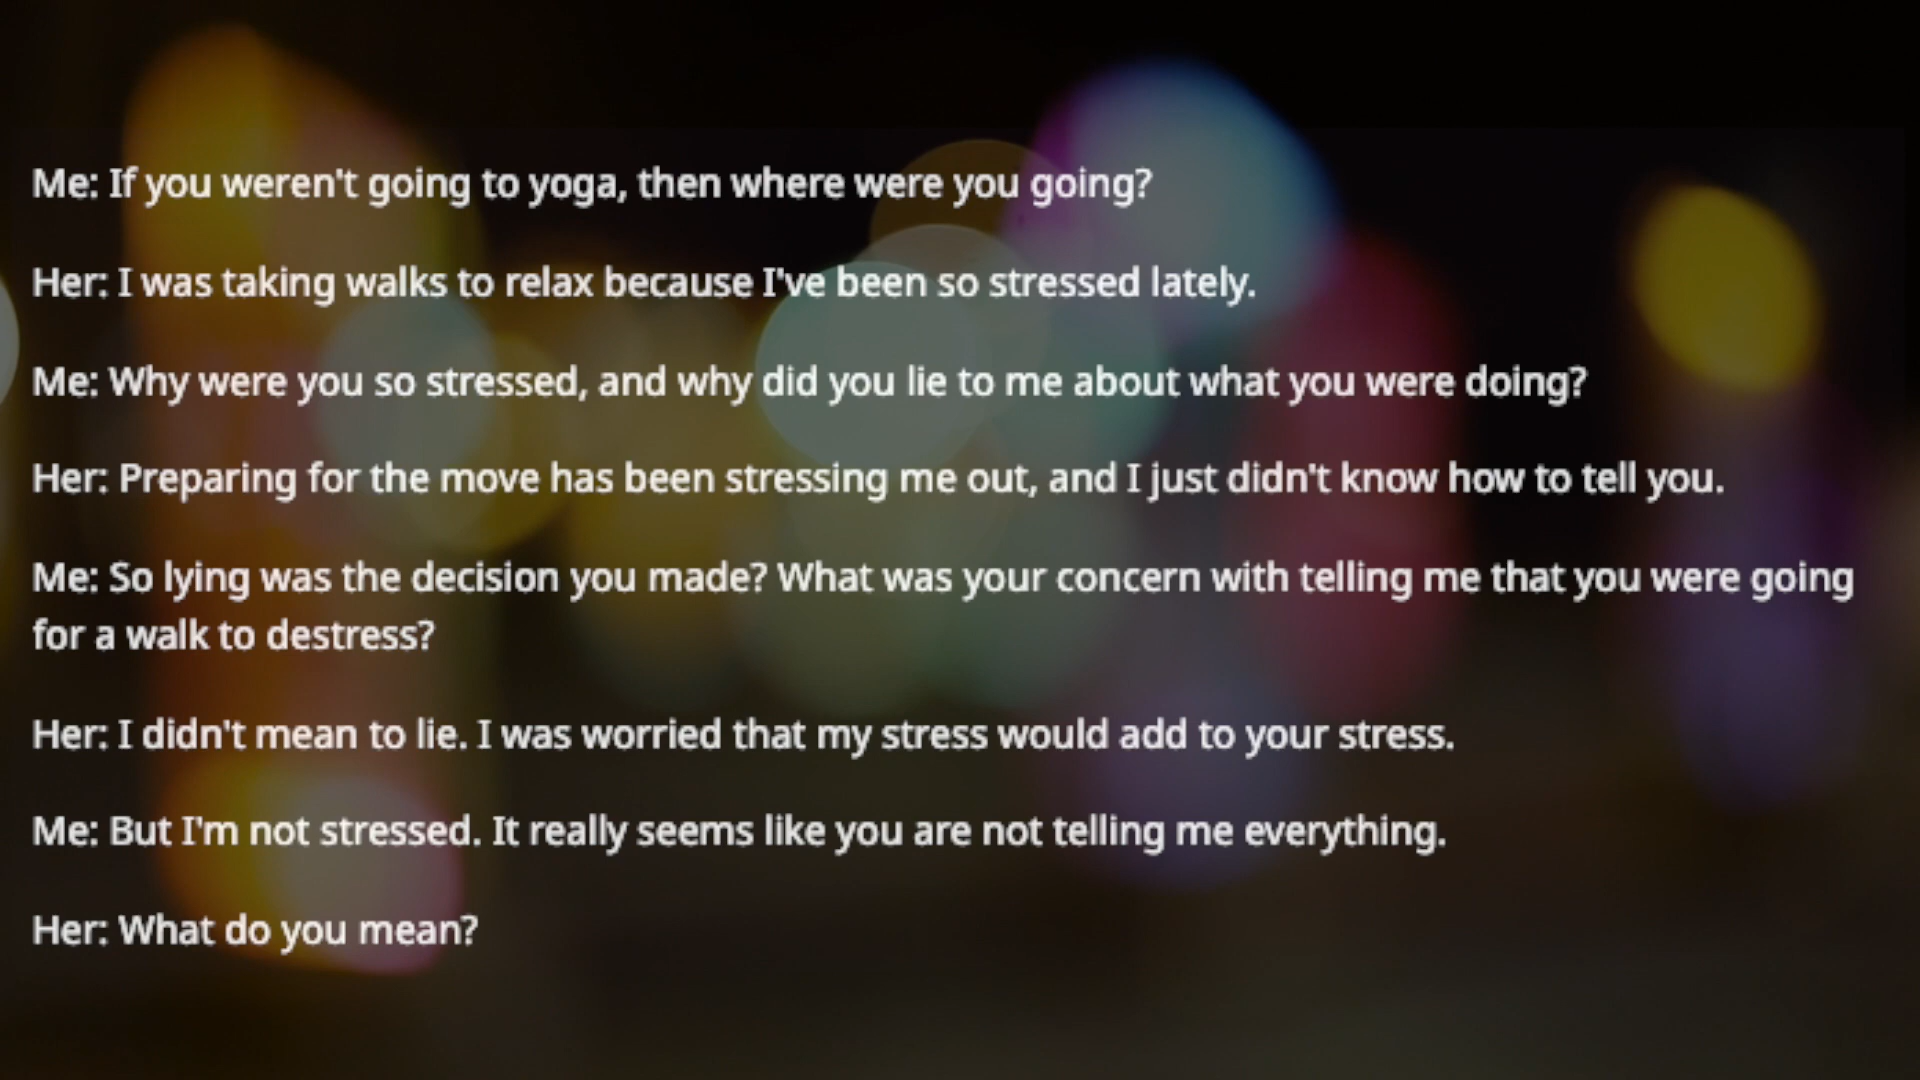 Me: If you weren't going to yoga, then where were you going?
Her: I was taking walks to relax because I've been so stressed lately.
Me: Why were you so stressed, and why did you lie to me about what you were doing?
Her: Preparing for the move has been stressing me out, and I just didn't know how to tell you.
Me: So lying was the decision you made? What was your concern with telling me that you were going
for a walk to destress?
Her: I didn't mean to lie. I was worried that my stress would add to your stress.
Me: But I'm not stressed. It really seems like you are not telling me everything.
Her: What do you mean?